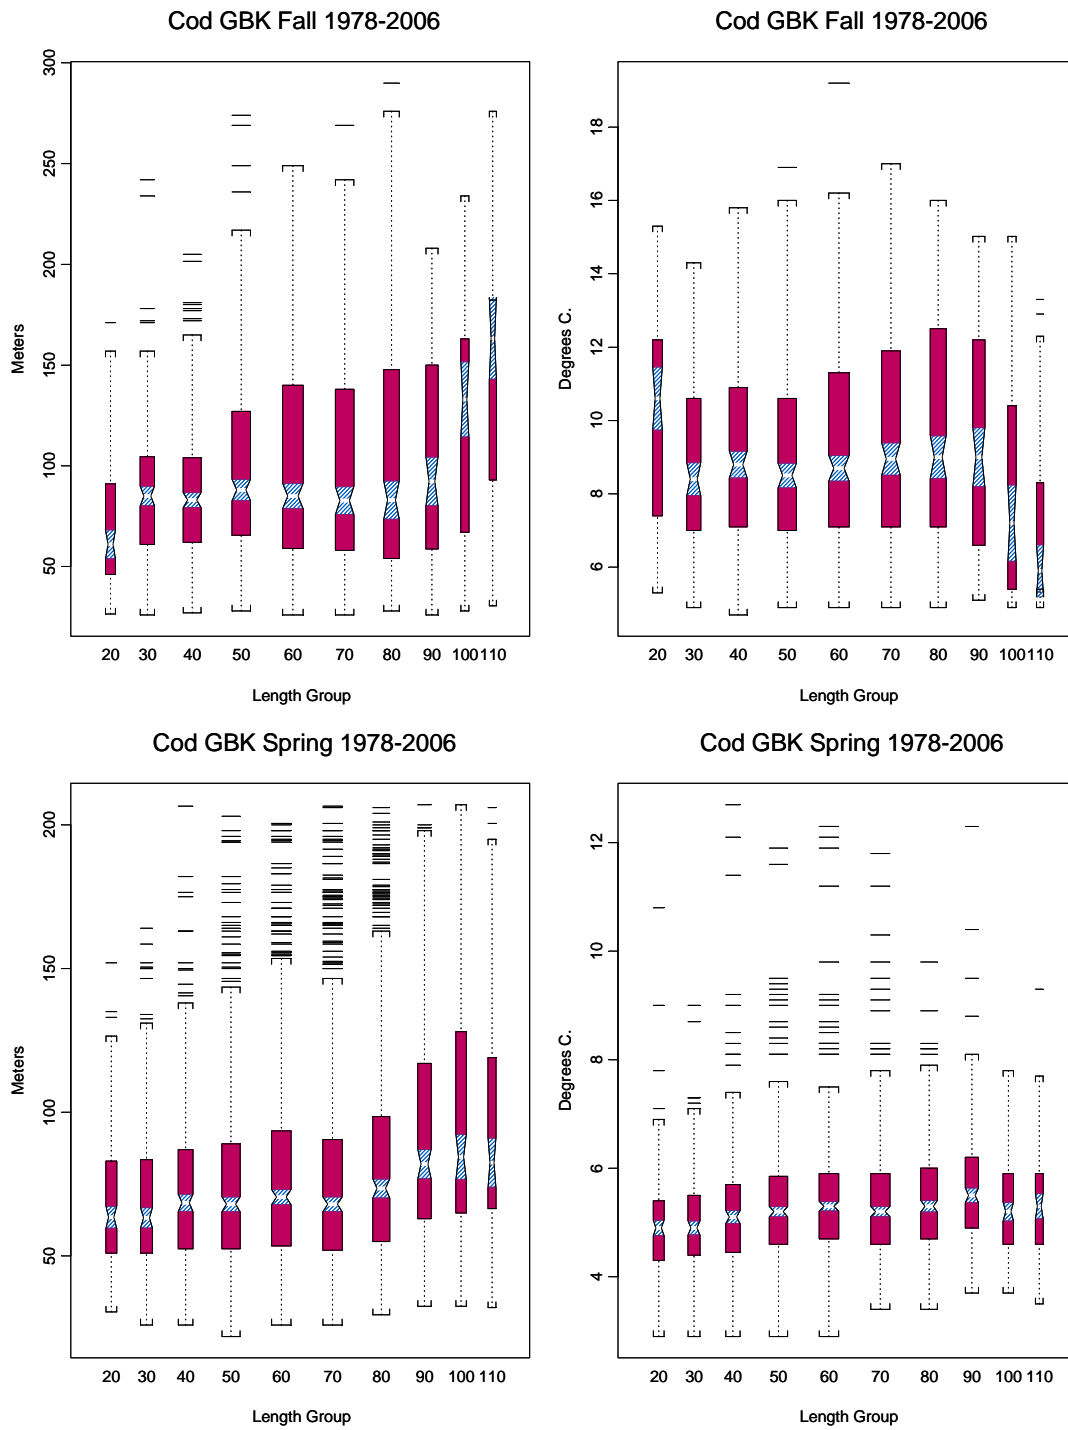 Cod GBK Fall 1978-2006
Meters
300
250
200
150
100
50
20 30 40 50 60 70 80 90 100 110
Length Group
Cod GBK Fall 1978-2006
Degrees C.
18
16
14
12
10
8
6
20 30 40 50 60 70 80 90 100 110
Length Group
Cod GBK Spring 1978-2006
Meters
200
150
100
50
20 30 40 50 60 70 80 90 100 110
Length Group
Cod GBK Spring 1978-2006
Degrees C.
12
10
8
6
4
20 30 40 50 60 70 80 90 100 110
Length Group